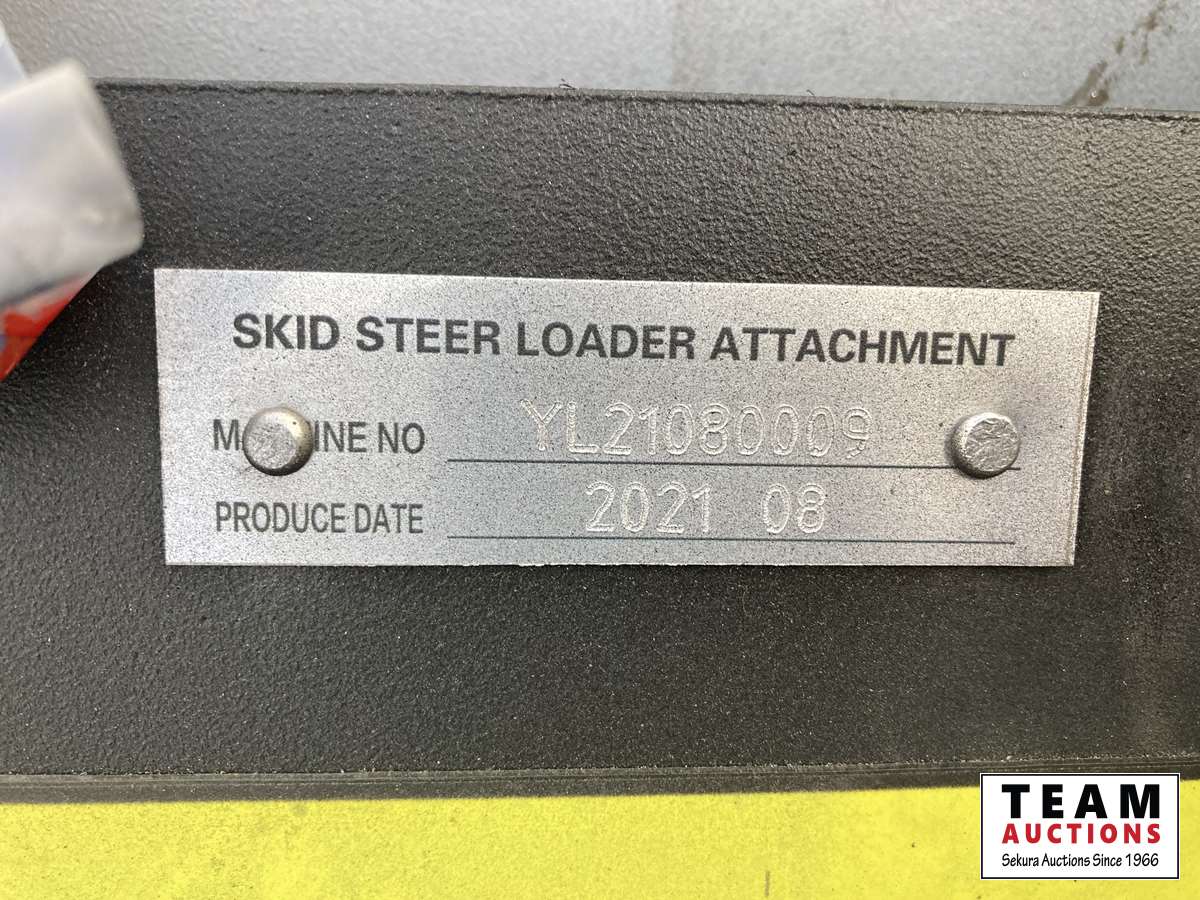 SKID STEER LOADER ATTACHMENT
NO YL21080009
PRODUCE DATE 2021 08
TEAM
AUCTIONS
Sekura Auctions Since 1966